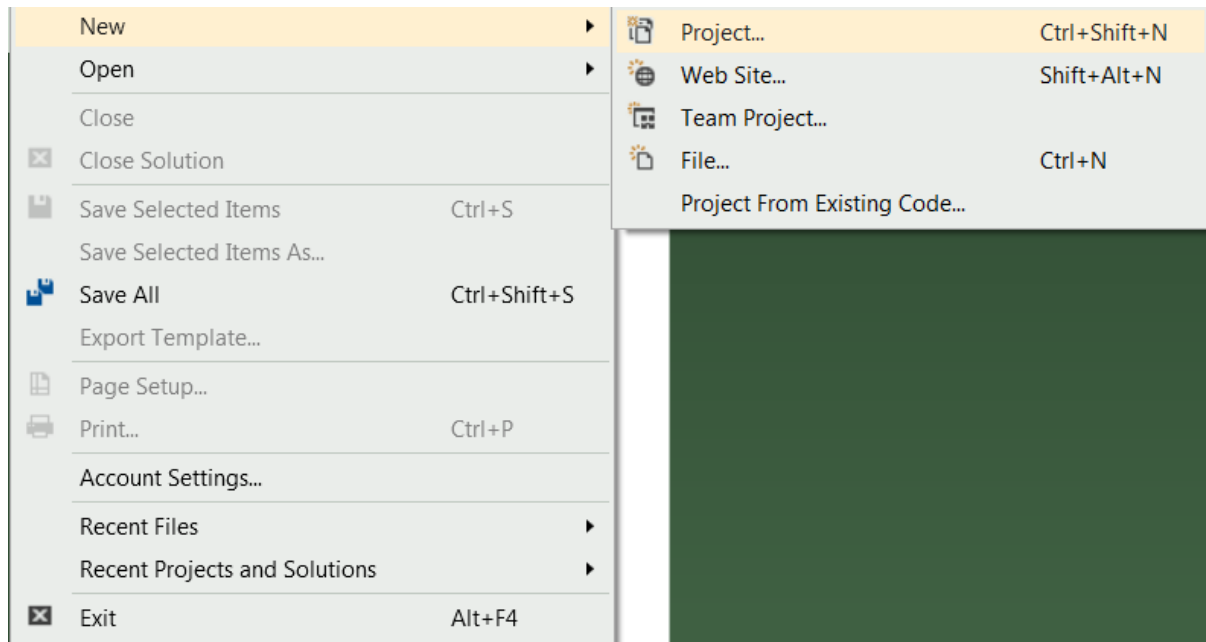 New
Open
Close
Close Solution
Save Selected Items Ctrl+S
Save Selected Items As...
Save All Ctrl+Shift+S
Export Template...
Page Setup...
Print... Ctrl+P
Account Settings...
Recent Files
Recent Projects and Solutions
Exit Alt+F4
Project... Ctrl+Shift+N
Web Site... Shift+Alt+N
Team Project...
File... Ctrl+N
Project From Existing Code...